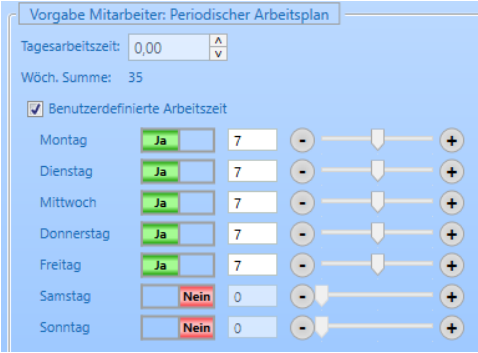 Vorgabe Mitarbeiter: Periodischer Arbeitsplan
Tagesarbeitszeit: 0,00
Wöch. Summe: 35
Benutzerdefinierte Arbeitszeit
Montag Ja 7 - +
Dienstag Ja 7 - +
Mittwoch Ja 7 - +
Donnerstag Ja 7 - +
Freitag Ja 7 - +
Samstag Nein 0 - +
Sonntag Nein 0 - +